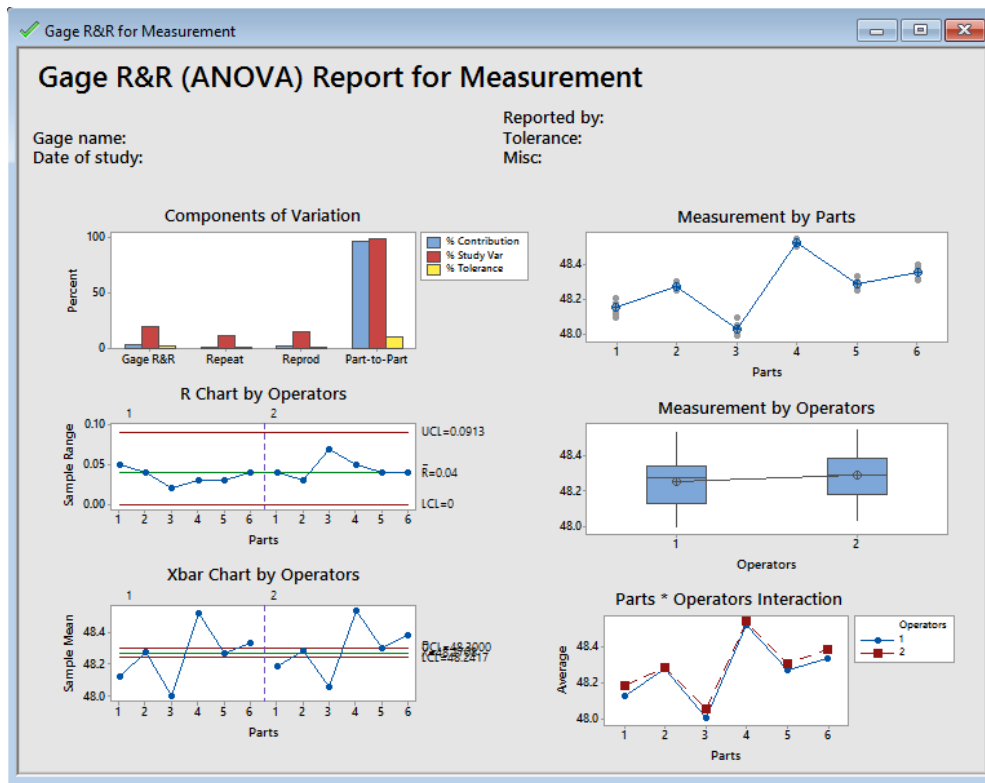 Gage R&R for Measurement
Gage R&R (ANOVA) Report for Measurement
Reported by:
Gage name:
Tolerance:
Date of study:
Misc:
Components of Variation
100
50
0
Percent
Gage R&R
Repeat
Reprod
Part-to-Part
% Contribution
% Study Var
% Tolerance
Measurement by Parts
48.4
48.2
48.0
1 2 3 4 5 6
Parts
R Chart by Operators
1 2
0.10
0.05
0.00
Sample Range
UCL=0.0913
R=0.04
LCL=0
1 2 3 4 5 6 1 2 3 4 5 6
Parts
Measurement by Operators
48.4
48.2
48.0
1 2
Operators
Xbar Chart by Operators
1 2
48.4
48.2
48.0
Sample Mean
UCL=48.3000
LCL=48.2417
1 2 3 4 5 6 1 2 3 4 5 6
Parts
Parts * Operators Interaction
48.4
48.2
48.0
Average
1 2 3 4 5 6
Parts
Operators
1
2